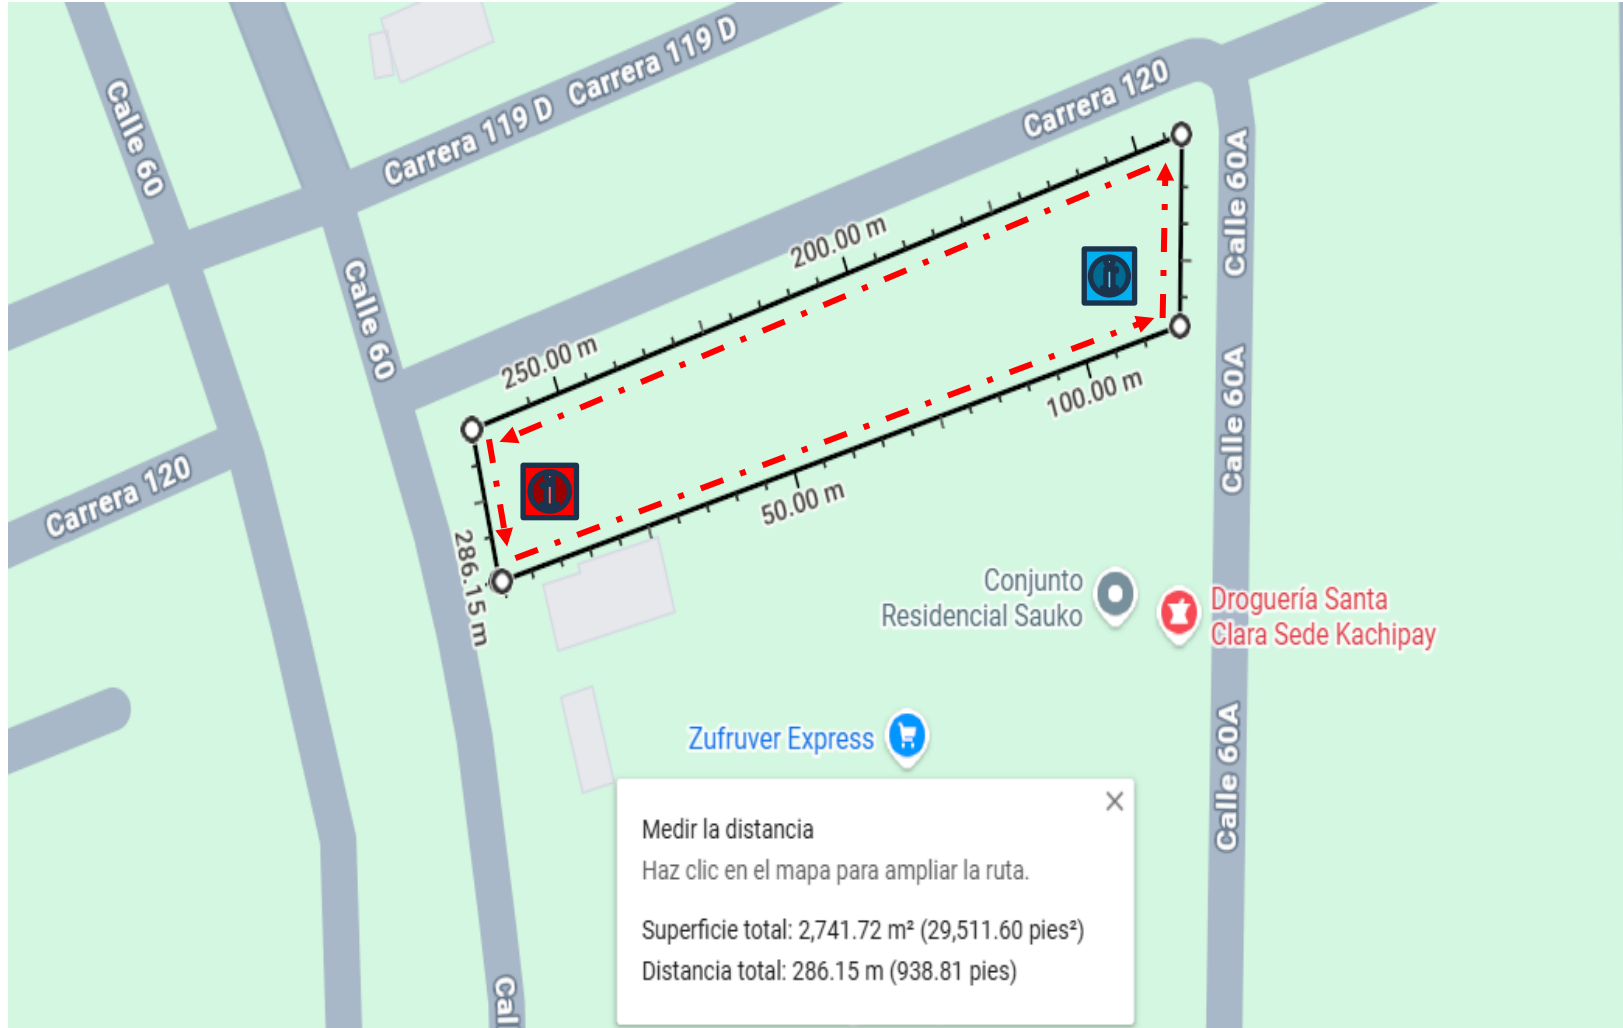 Calle 60
Carrera 119 D
Carrera 119 D
Carrera 120
Calle 60A
Calle 60
200.00 m
250.00 m
100.00 m
50.00 m
Calle 60A
Carrera 120
286.15 m
Conjunto
Residencial Sauko
Droguería Santa
Clara Sede Kachipay
Zufruver Express
Calle 60A
Medir la distancia
Haz clic en el mapa para ampliar la ruta.
Superficie total: 2,741.72 m² (29,511.60 pies²)
Distancia total: 286.15 m (938.81 pies)
Cal